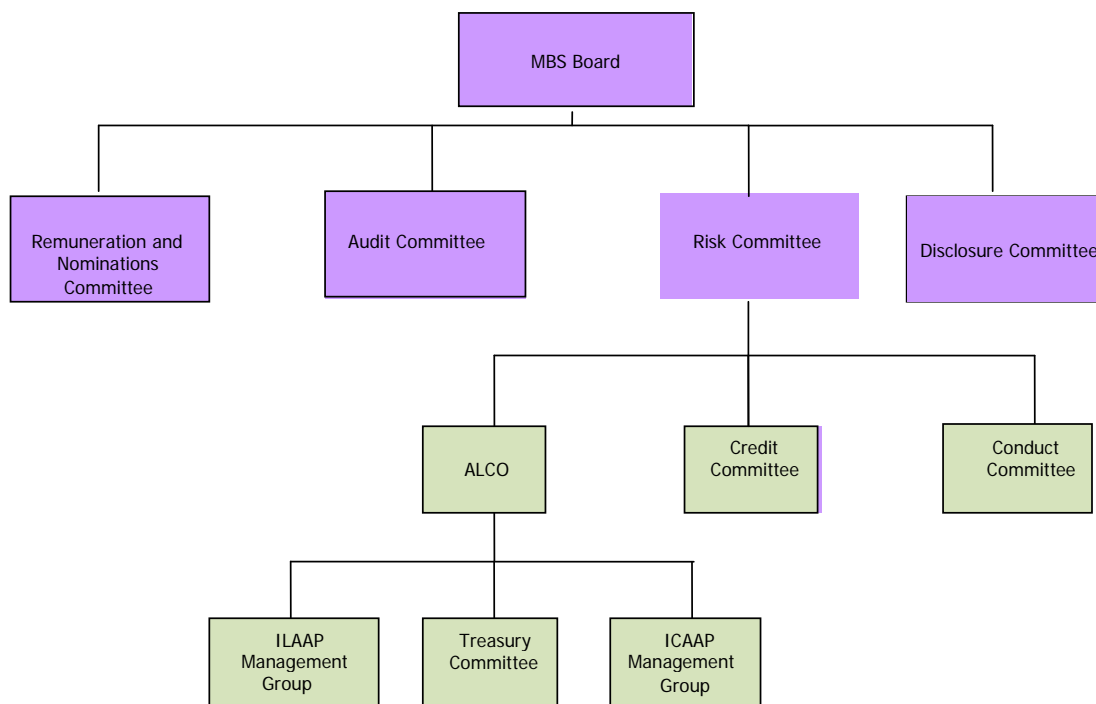 MBS Board
Remuneration and
Nominations
Committee
Audit Committee
Risk Committee
Disclosure Committee
ALCO
Credit
Committee
Conduct
Committee
ILAAP
Management
Group
Treasury
Committee
ICAAP
Management
Group